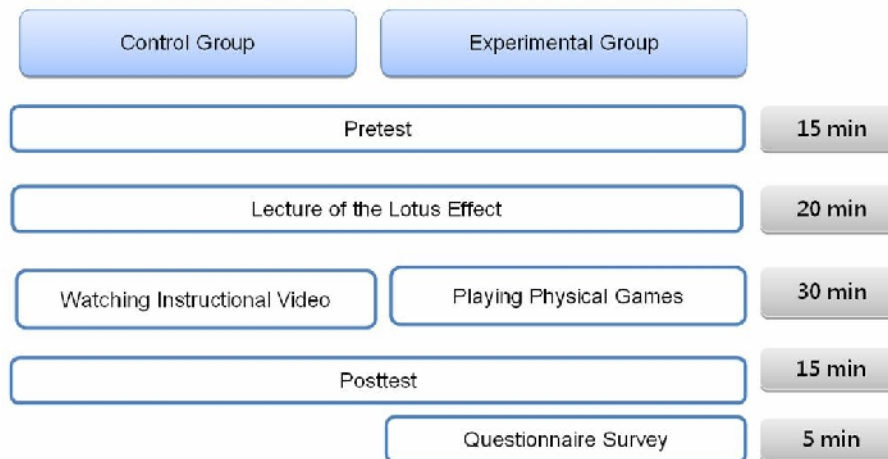 Control Group
Experimental Group
Pretest
15 min
Lecture of the Lotus Effect
20 min
Watching Instructional Video
Playing Physical Games
30 min
Posttest
15 min
Questionnaire Survey
5 min